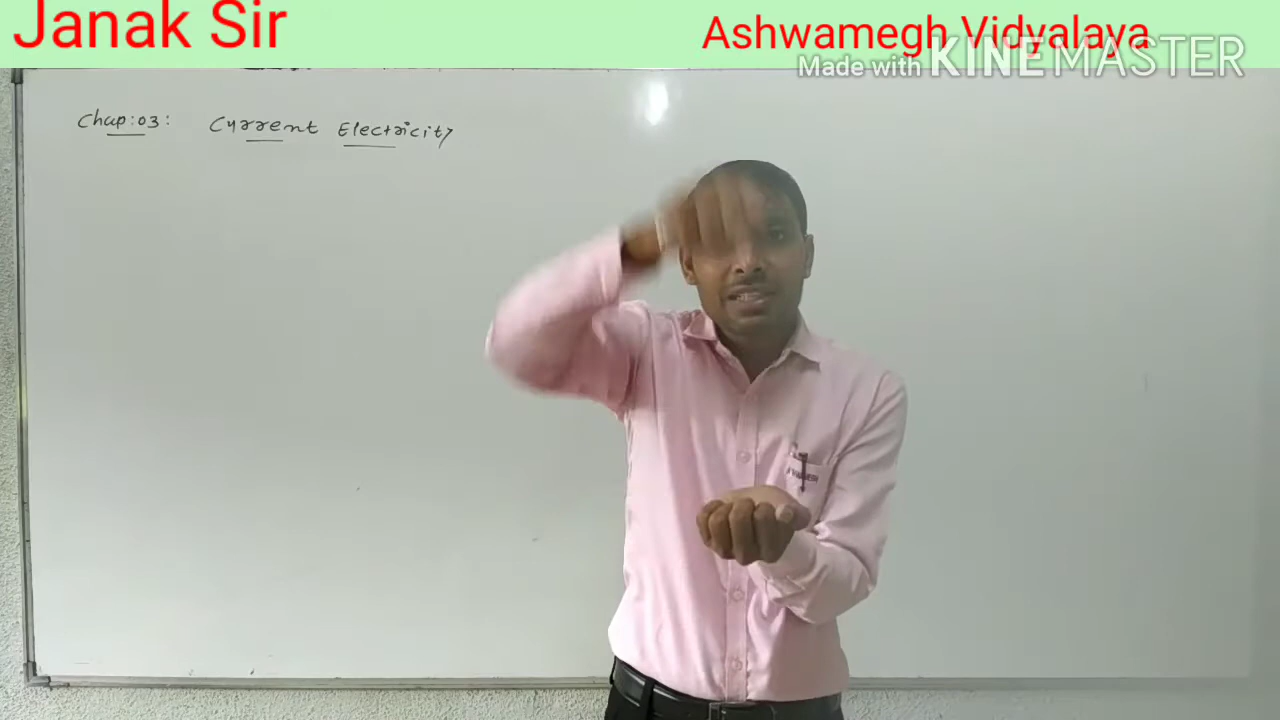 Janak Sir
Ashwamegh Vidyalaya
Made with KINEMASTER
Chap:03: Current Electricity